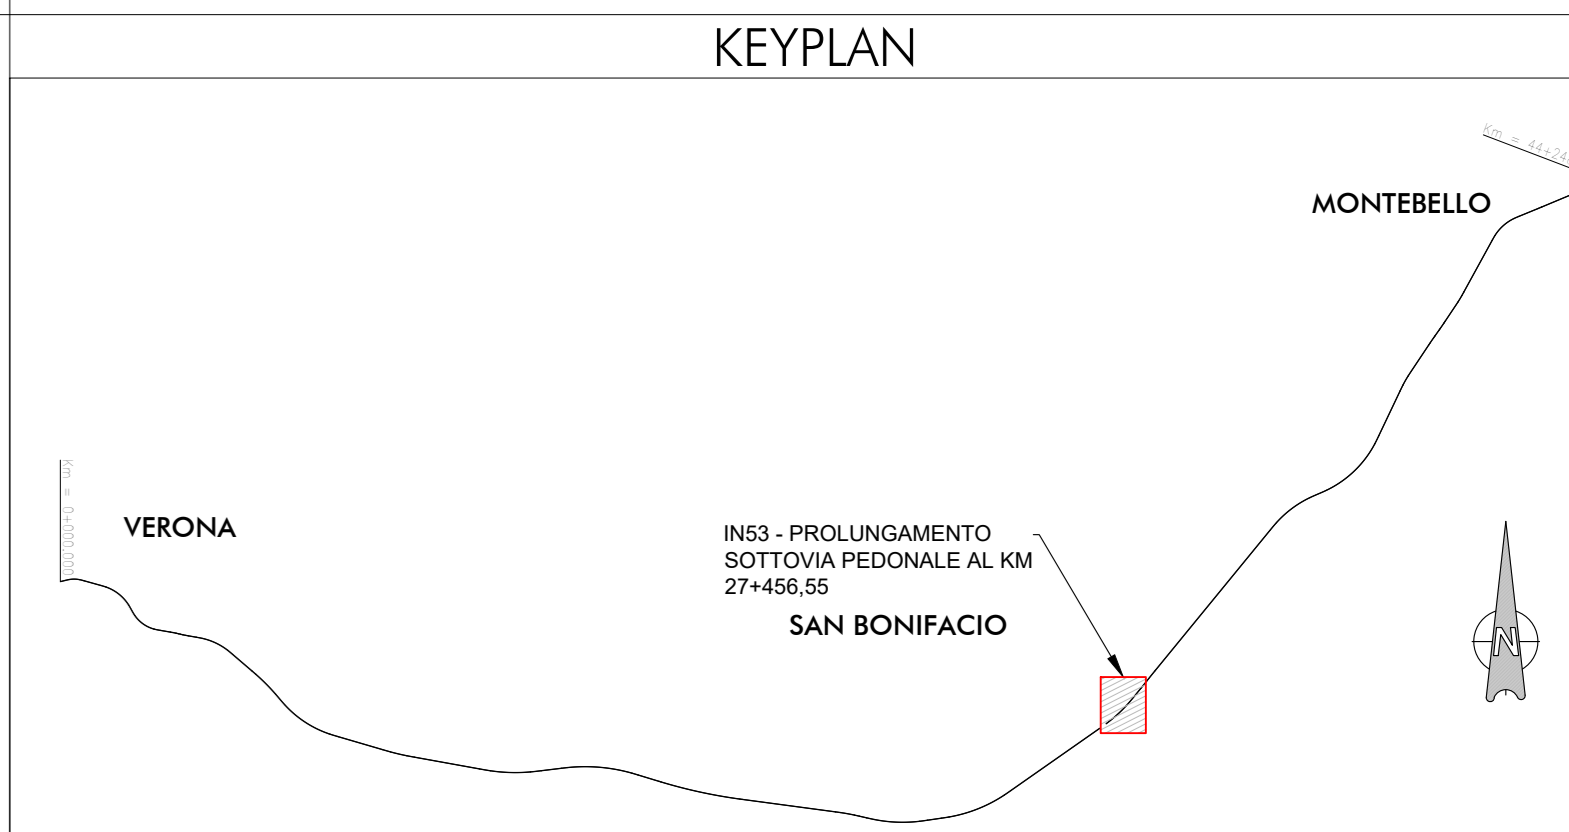 KEYPLAN
MONTEBELLO
VERONA
Km = 0+000.000
IN53 - PROLUNGAMENTO
SOTTOVIA PEDONALE AL KM
27+456,55
SAN BONIFACIO
N